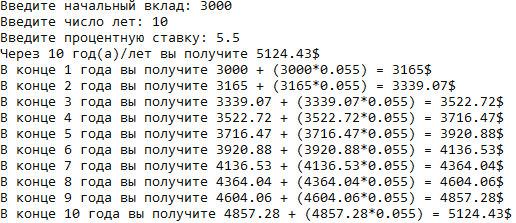 Введите начальный вклад: 3000
Введите число лет: 10
Введите процентную ставку: 5.5
Через 10 год(а)/лет вы получите 5124.43$
В конце 1 года вы получите 3000 + (3000*0.055) = 3165$
В конце 2 года вы получите 3165 + (3165*0.055) = 3339.07$
В конце 3 года вы получите 3339.07 + (3339.07*0.055) = 3522.72$
В конце 4 года вы получите 3522.72 + (3522.72*0.055) = 3716.47$
В конце 5 года вы получите 3716.47 + (3716.47*0.055) = 3920.88$
В конце 6 года вы получите 3920.88 + (3920.88*0.055) = 4136.53$
В конце 7 года вы получите 4136.53 + (4136.53*0.055) = 4364.04$
В конце 8 года вы получите 4364.04 + (4364.04*0.055) = 4604.06$
В конце 9 года вы получите 4604.06 + (4604.06*0.055) = 4857.28$
В конце 10 года вы получите 4857.28 + (4857.28*0.055) = 5124.43$